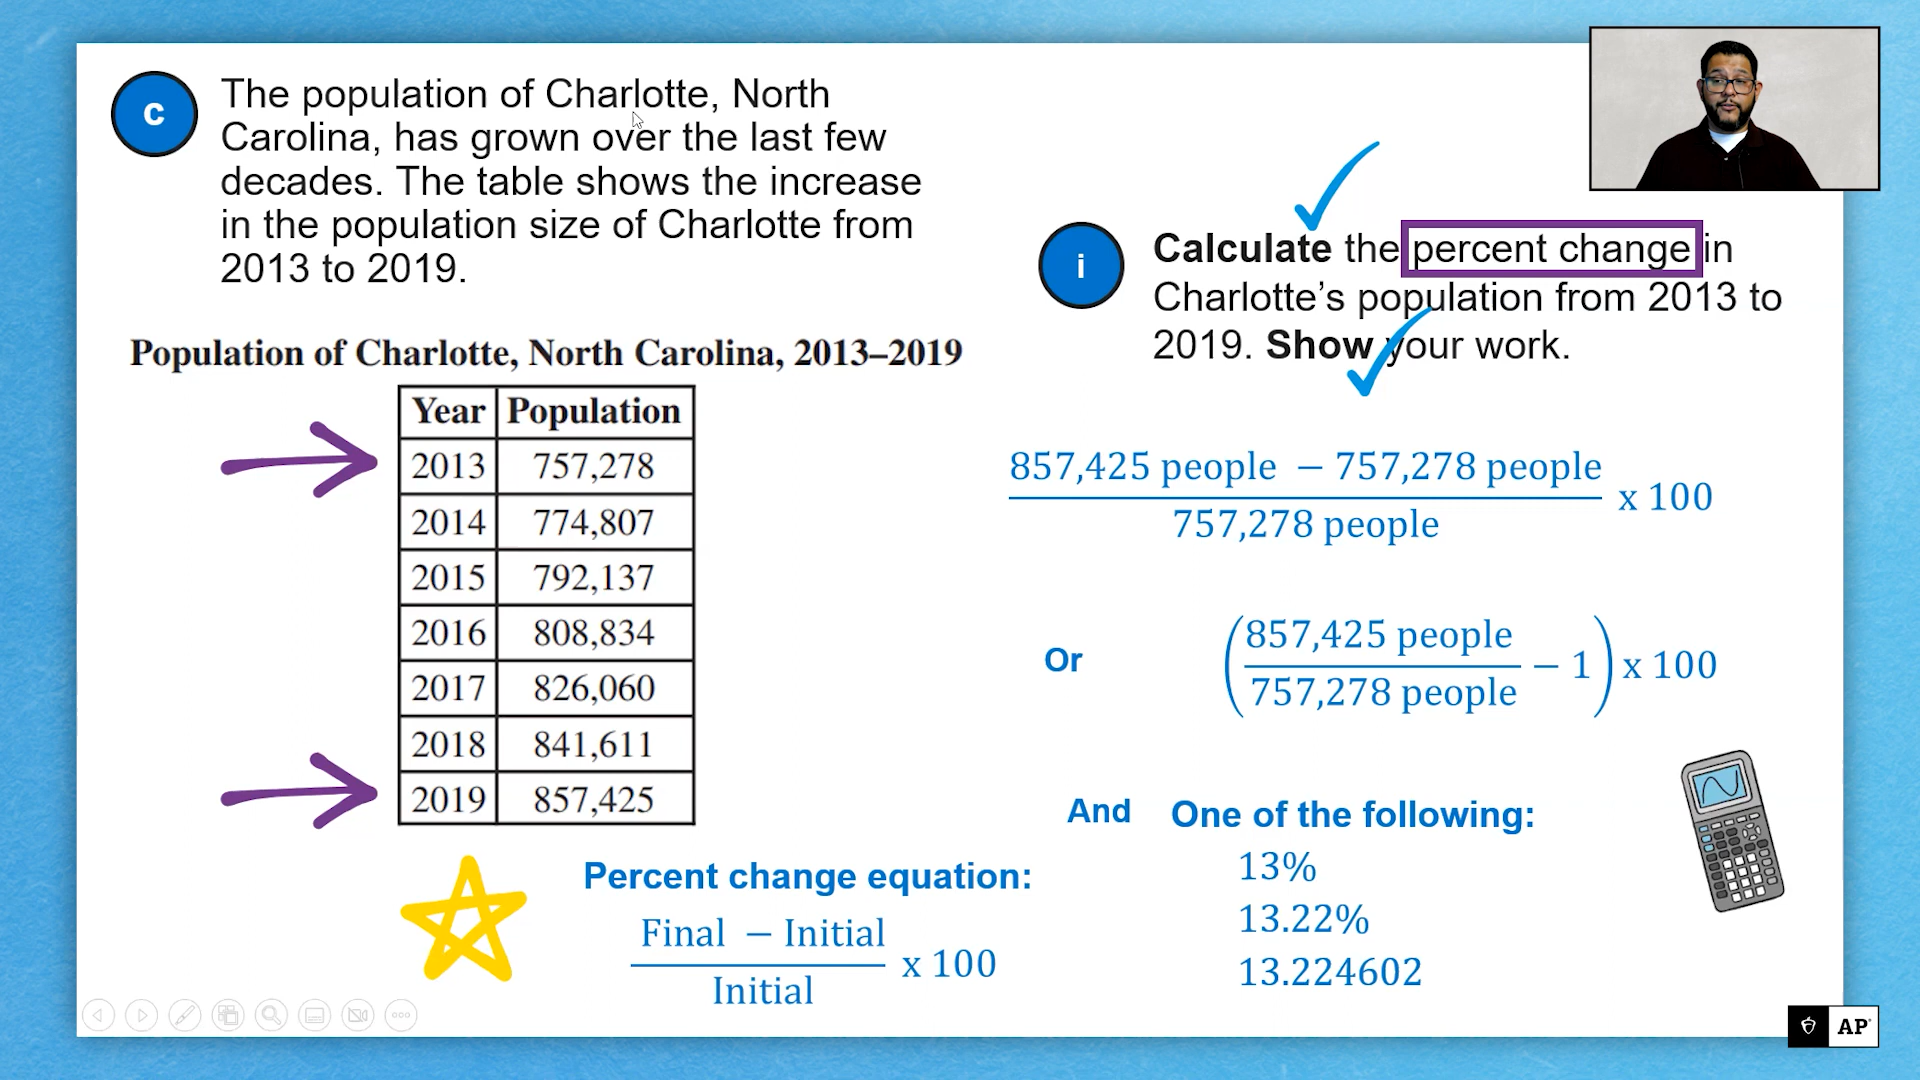 c
The population of Charlotte, North
Carolina, has grown over the last few
decades. The table shows the increase
in the population size of Charlotte from
2013 to 2019.
Population of Charlotte, North Carolina, 2013–2019
Year Population
2013 757,278
2014 774,807
2015 792,137
2016 808,834
2017 826,060
2018 841,611
2019 857,425
Percent change equation:
Final − Initial
Initial
x 100
i
Calculate the percent change in
Charlotte’s population from 2013 to
2019. Show your work.
857,425 people − 757,278 people
757,278 people
x 100
Or
(857,425 people
757,278 people
− 1) x 100
And One of the following:
13%
13.22%
13.224602
AP